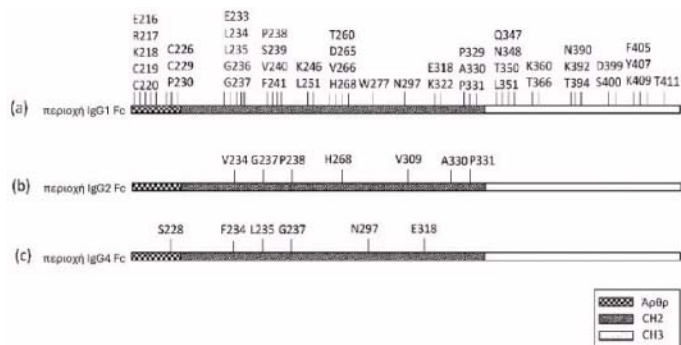 E216 E233
R217 L234 P238 T260 Q347
K218 C226 L235 S239 D265 P329 N348 N390 F405
C219 C229 G236 V240 K246 V266 E318 A330 T350 K360 K392 D399 Y407
C220 P230 G237 F241 L251 H268 W277 N297 K322 P331 L351 T366 T394 S400 K409 T411
(a) περιοχή IgG1 Fc
V234 G237 P238 H268 V309 A330 P331
(b) περιοχή IgG2 Fc
S228 F234 L235 G237 N297 E318
(c) περιοχή IgG4 Fc
Άρθρ
CH2
CH3